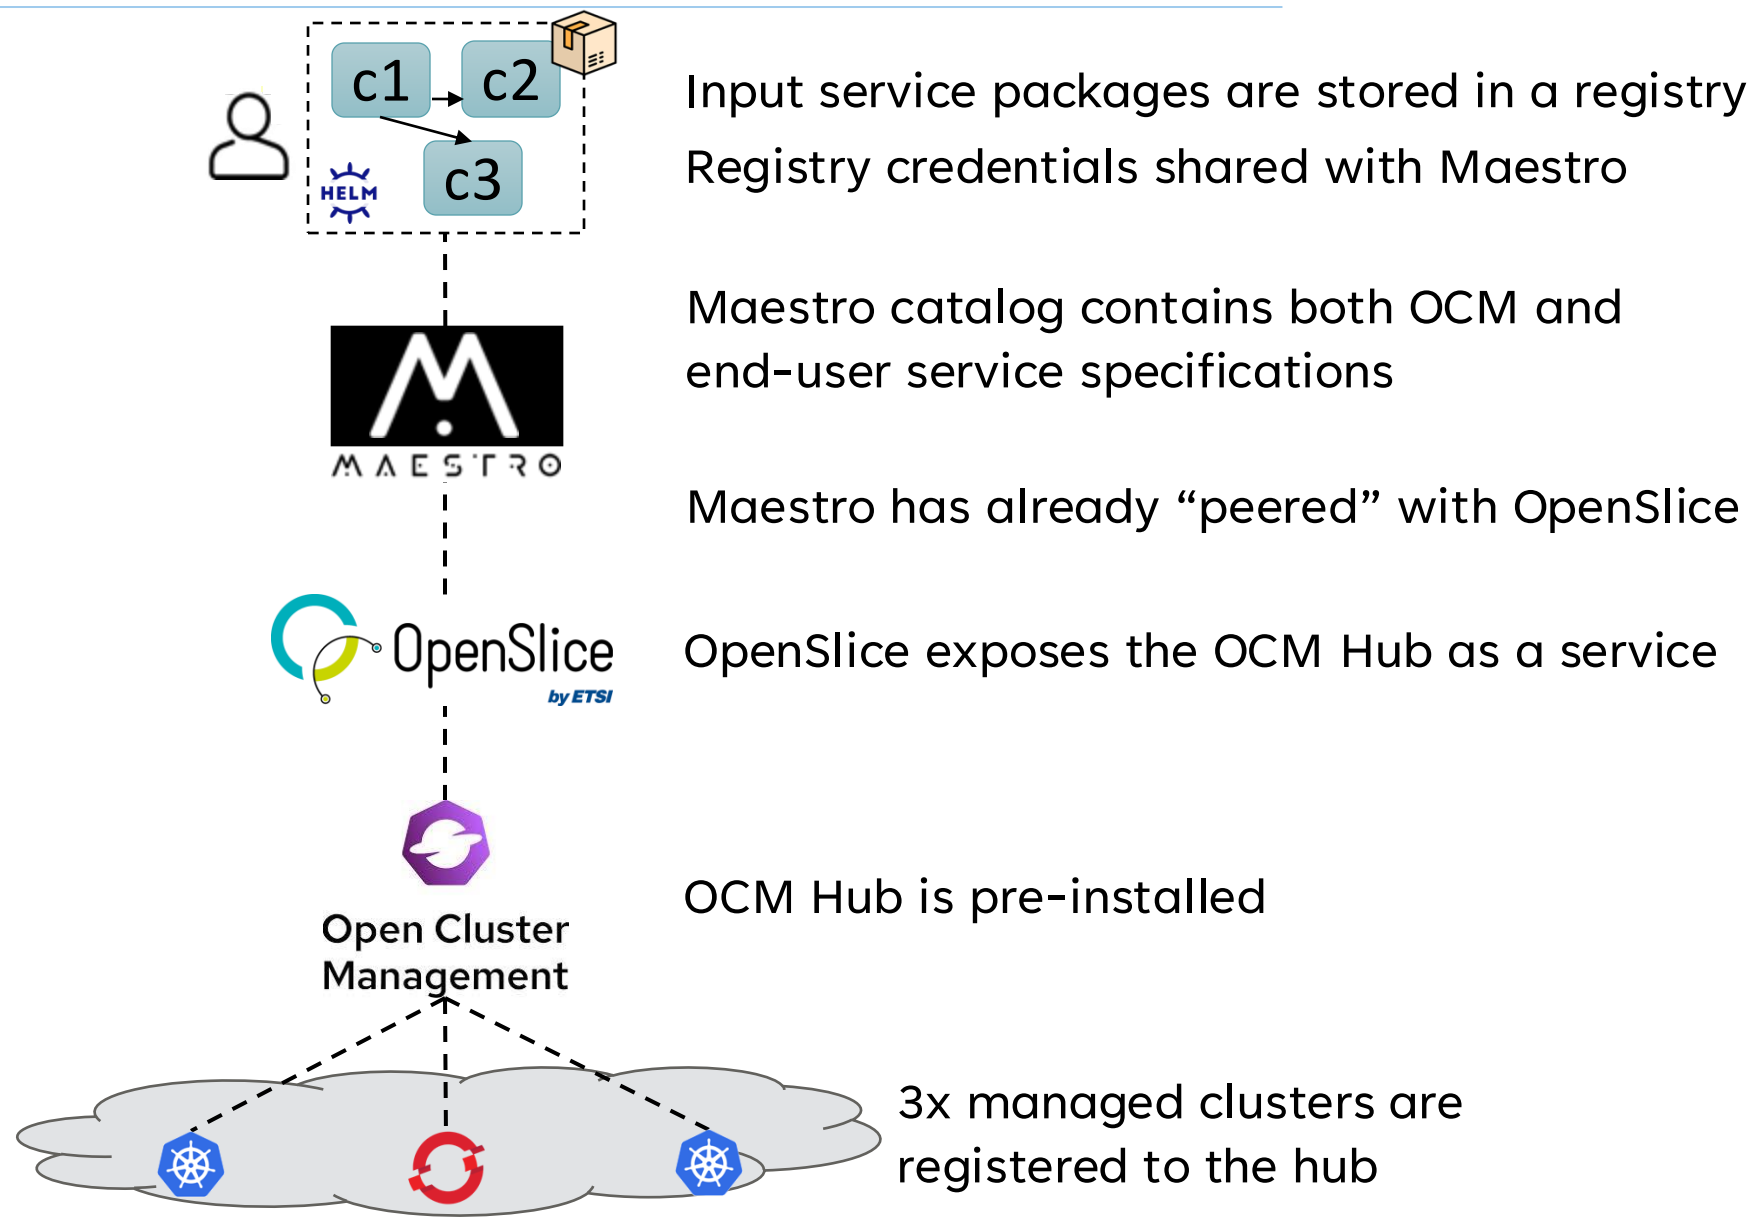 c1
c2
c3
HELM
Input service packages are stored in a registry
Registry credentials shared with Maestro
MAESTRO
Maestro catalog contains both OCM and
end-user service specifications
Maestro has already “peered” with OpenSlice
OpenSlice
by ETSI
OpenSlice exposes the OCM Hub as a service
Open Cluster
Management
OCM Hub is pre-installed
3x managed clusters are
registered to the hub